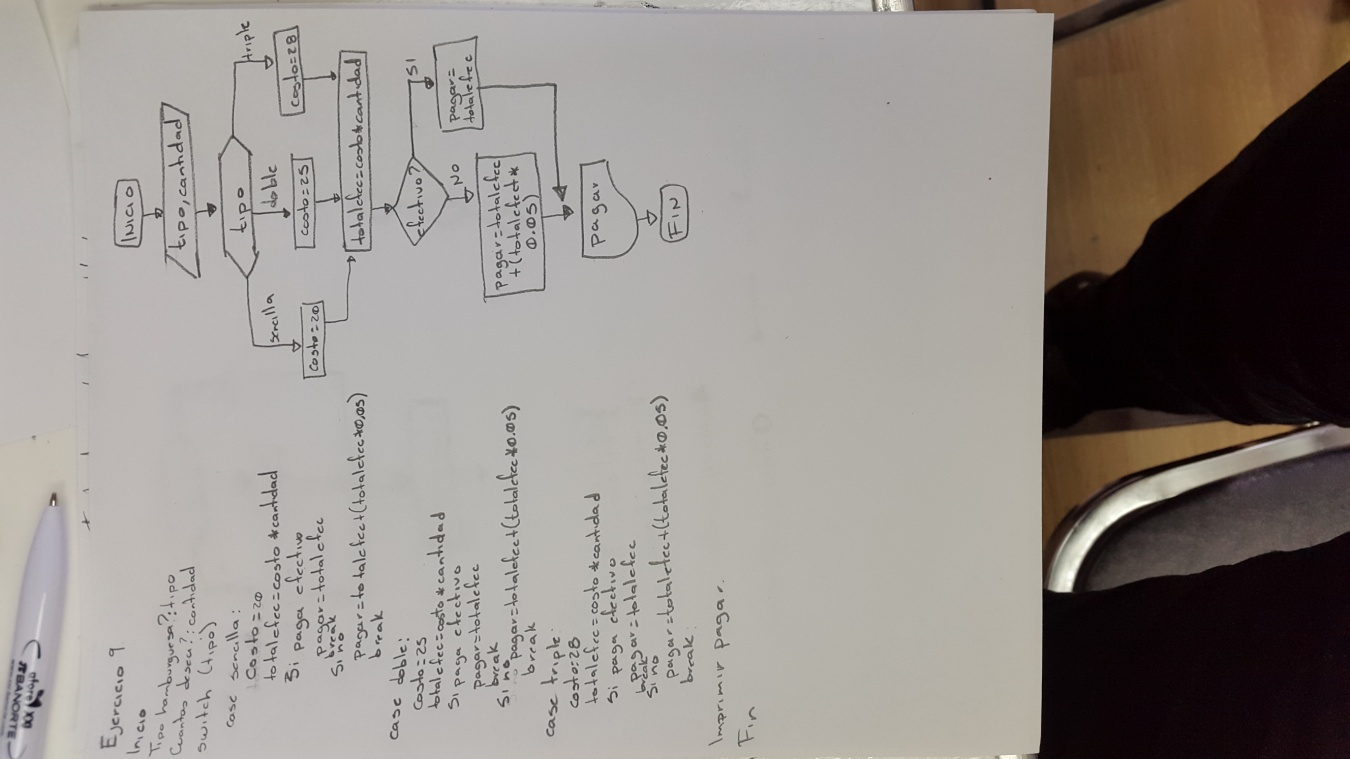 Ejercicio 9.
Inicio
Tipo hamburguesa?: tipo
Cuantas desea?: cantidad
switch (tipo)
case sencilla:
Costo=20
totalefec=costo*cantidad
Si paga efectivo
pagar=totalefec
break
Si no
pagar=totalefec+(totalefec*0.05)
break
case doble:
Costo=25
totalefec=costo*cantidad
Si paga efectivo
pagar=totalefec
break
Si no
pagar=totalefec+(totalefec*0.05)
break
case triple:
costo=28
totalefec=costo*cantidad
Si paga efectivo
pagar=totalefec
break
Si no
pagar=totalefec+(totalefec*0.05)
break
Imprimir pagar.
Fin
INICIO
tipo, cantidad
tipo
sencilla
doble
triple
Costo=20
costo=25
costo=28
totalefec=costo*cantidad
efectivo?
SI
NO
pagar=
totalefec
pagar=totalefec
+(totalefect*
0.05)
pagar
FIN
BANORTE